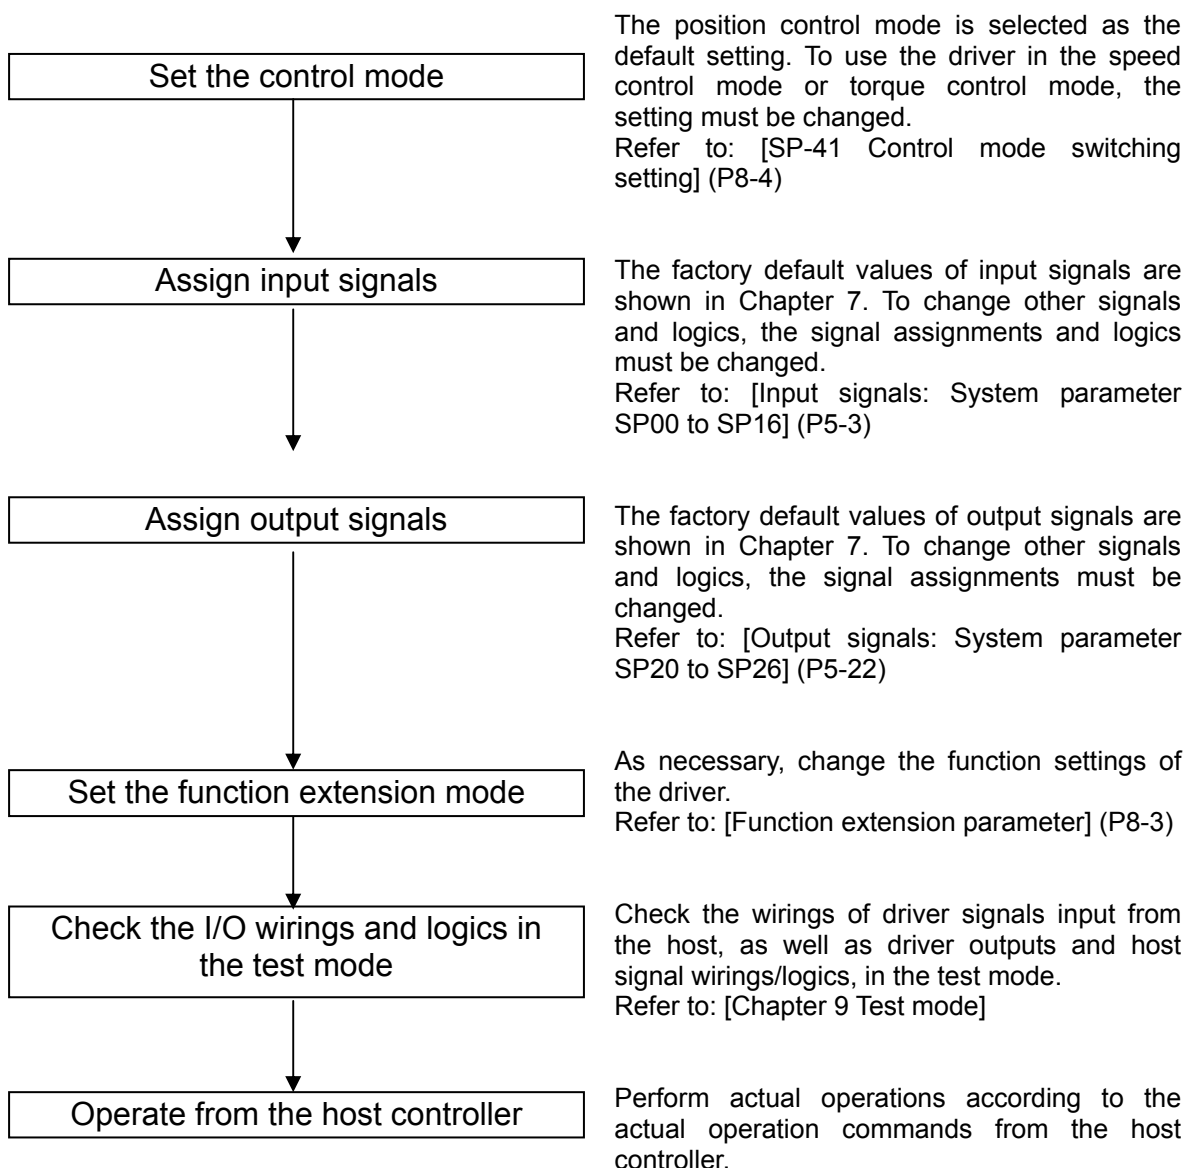 Set the control mode
The position control mode is selected as the
default setting. To use the driver in the speed
control mode or torque control mode, the
setting must be changed.
Refer to: [SP-41 Control mode switching
setting] (P8-4)
Assign input signals
The factory default values of input signals are
shown in Chapter 7. To change other signals
and logics, the signal assignments and logics
must be changed.
Refer to: [Input signals: System parameter
SP00 to SP16] (P5-3)
Assign output signals
The factory default values of output signals are
shown in Chapter 7. To change other signals
and logics, the signal assignments must be
changed.
Refer to: [Output signals: System parameter
SP20 to SP26] (P5-22)
Set the function extension mode
As necessary, change the function settings of
the driver.
Refer to: [Function extension parameter] (P8-3)
Check the I/O wirings and logics in
the test mode
Check the wirings of driver signals input from
the host, as well as driver outputs and host
signal wirings/logics, in the test mode.
Refer to: [Chapter 9 Test mode]
Operate from the host controller
Perform actual operations according to the
actual operation commands from the host
controller.